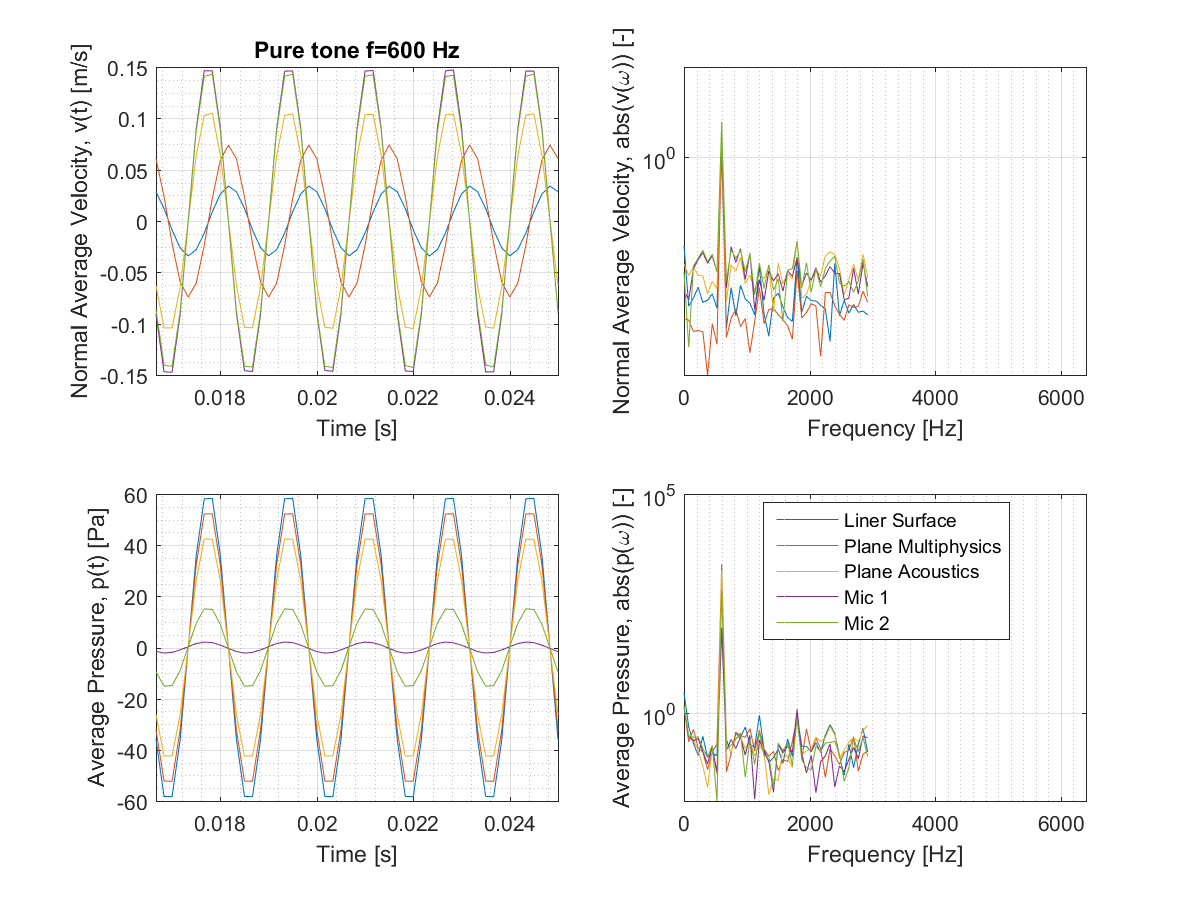 Pure tone f=600 Hz
Normal Average Velocity, v(t) [m/s]
0.15
0.1
0.05
0
-0.05
-0.1
-0.15
0.018
0.02
0.022
0.024
Time [s]
Normal Average Velocity, abs(v(ω)) [-]
10^0
0
2000
4000
6000
Frequency [Hz]
Average Pressure, p(t) [Pa]
60
40
20
0
-20
-40
-60
0.018
0.02
0.022
0.024
Time [s]
Average Pressure, abs(p(ω)) [-]
10^5
10^0
Liner Surface
Plane Multiphysics
Plane Acoustics
Mic 1
Mic 2
0
2000
4000
6000
Frequency [Hz]